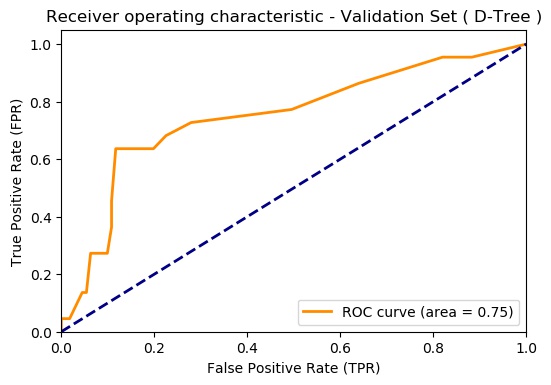 Receiver operating characteristic - Validation Set ( D-Tree )
1.0
0.8
0.6
0.4
0.2
0.0
True Positive Rate (FPR)
ROC curve (area = 0.75)
0.0 0.2 0.4 0.6 0.8 1.0
False Positive Rate (TPR)